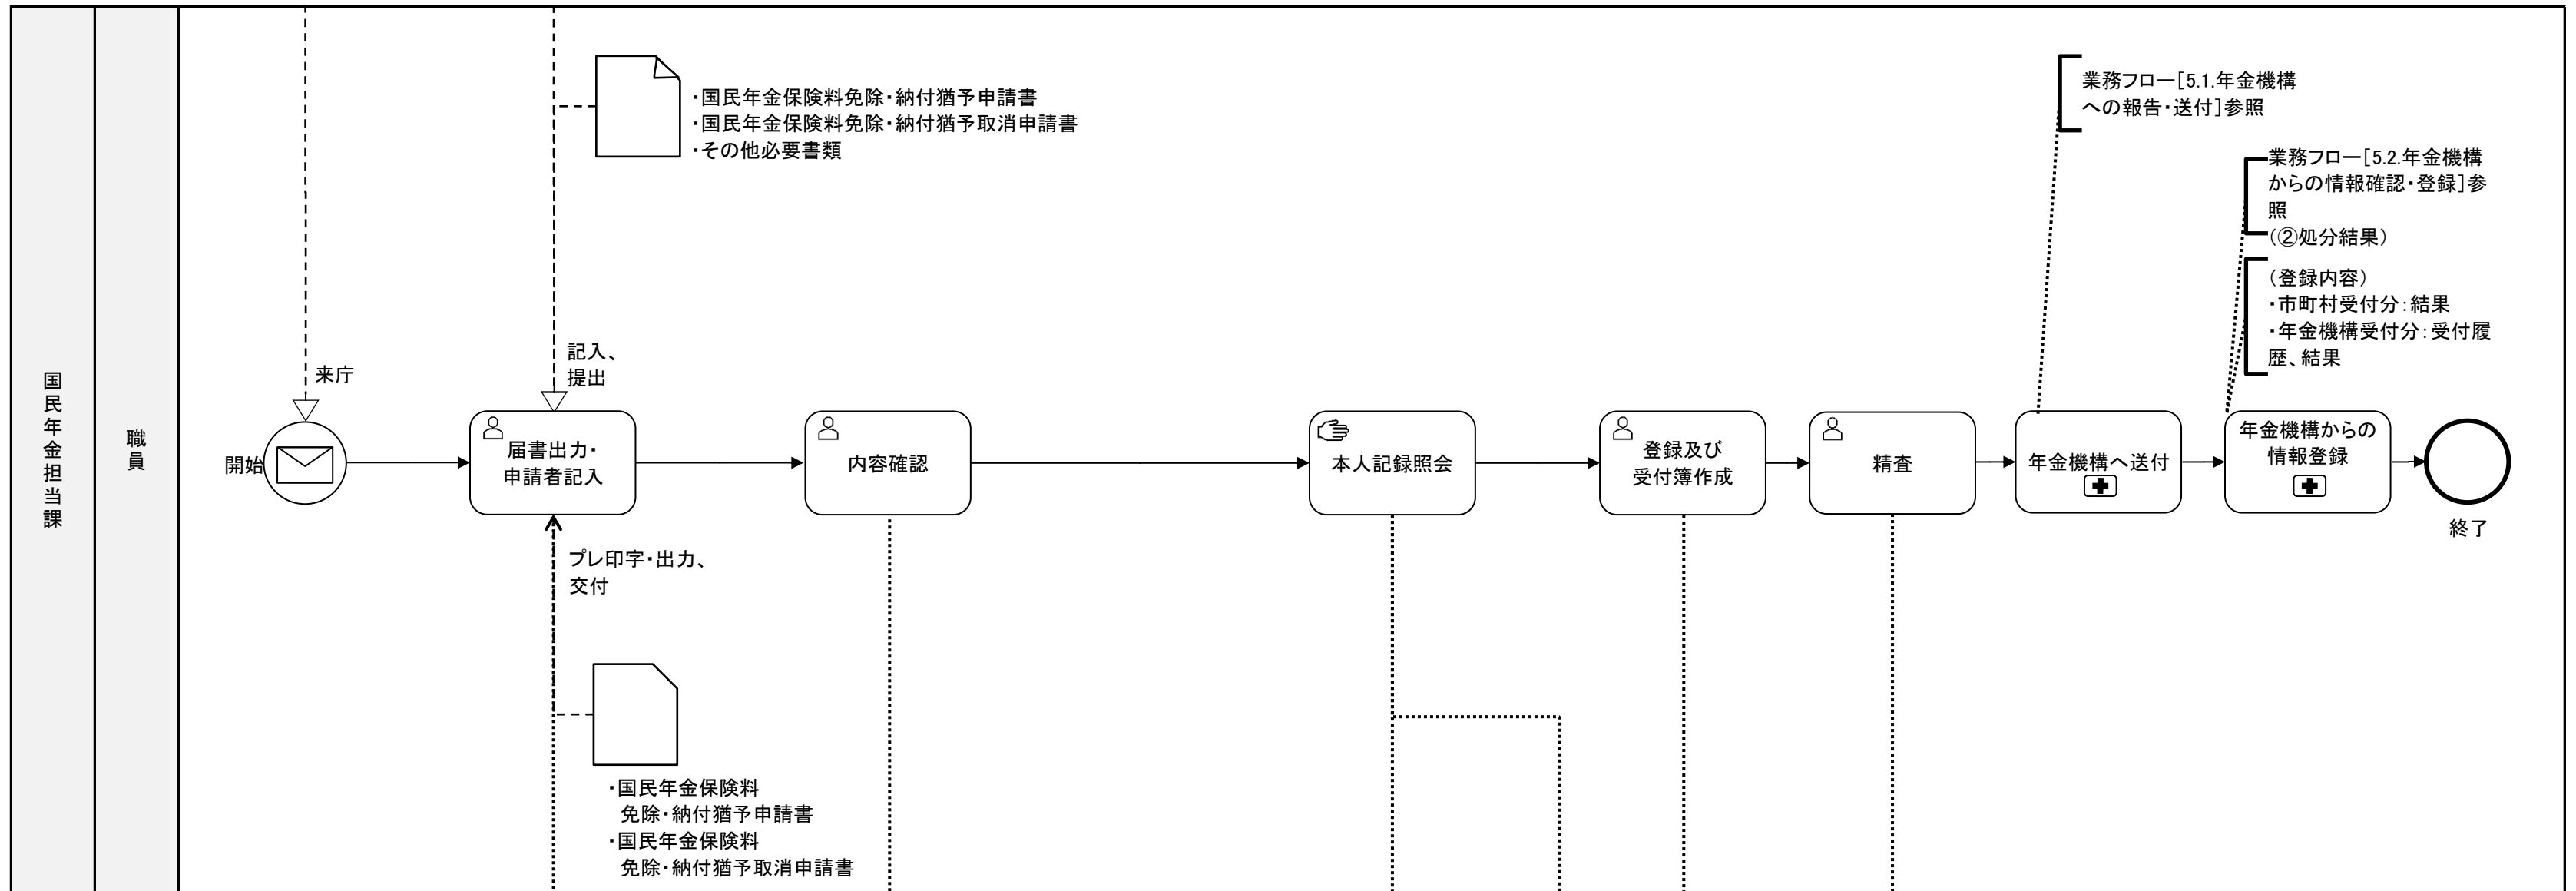 国民年金担当課
職員
・国民年金保険料免除・納付猶予申請書
・国民年金保険料免除・納付猶予取消申請書
・その他必要書類
業務フロー[5.1.年金機構
への報告・送付]参照
業務フロー[5.2.年金機構
からの情報確認・登録]参
照
(②処分結果)
(登録内容)
・市町村受付分:結果
・年金機構受付分:受付履
歴、結果
来庁
記入、
提出
開始
届書出力・
申請者記入
内容確認
本人記録照会
登録及び
受付簿作成
精査
年金機構へ送付
年金機構からの
情報登録
終了
プレ印字・出力、
交付
・国民年金保険料
免除・納付猶予申請書
・国民年金保険料
免除・納付猶予取消申請書